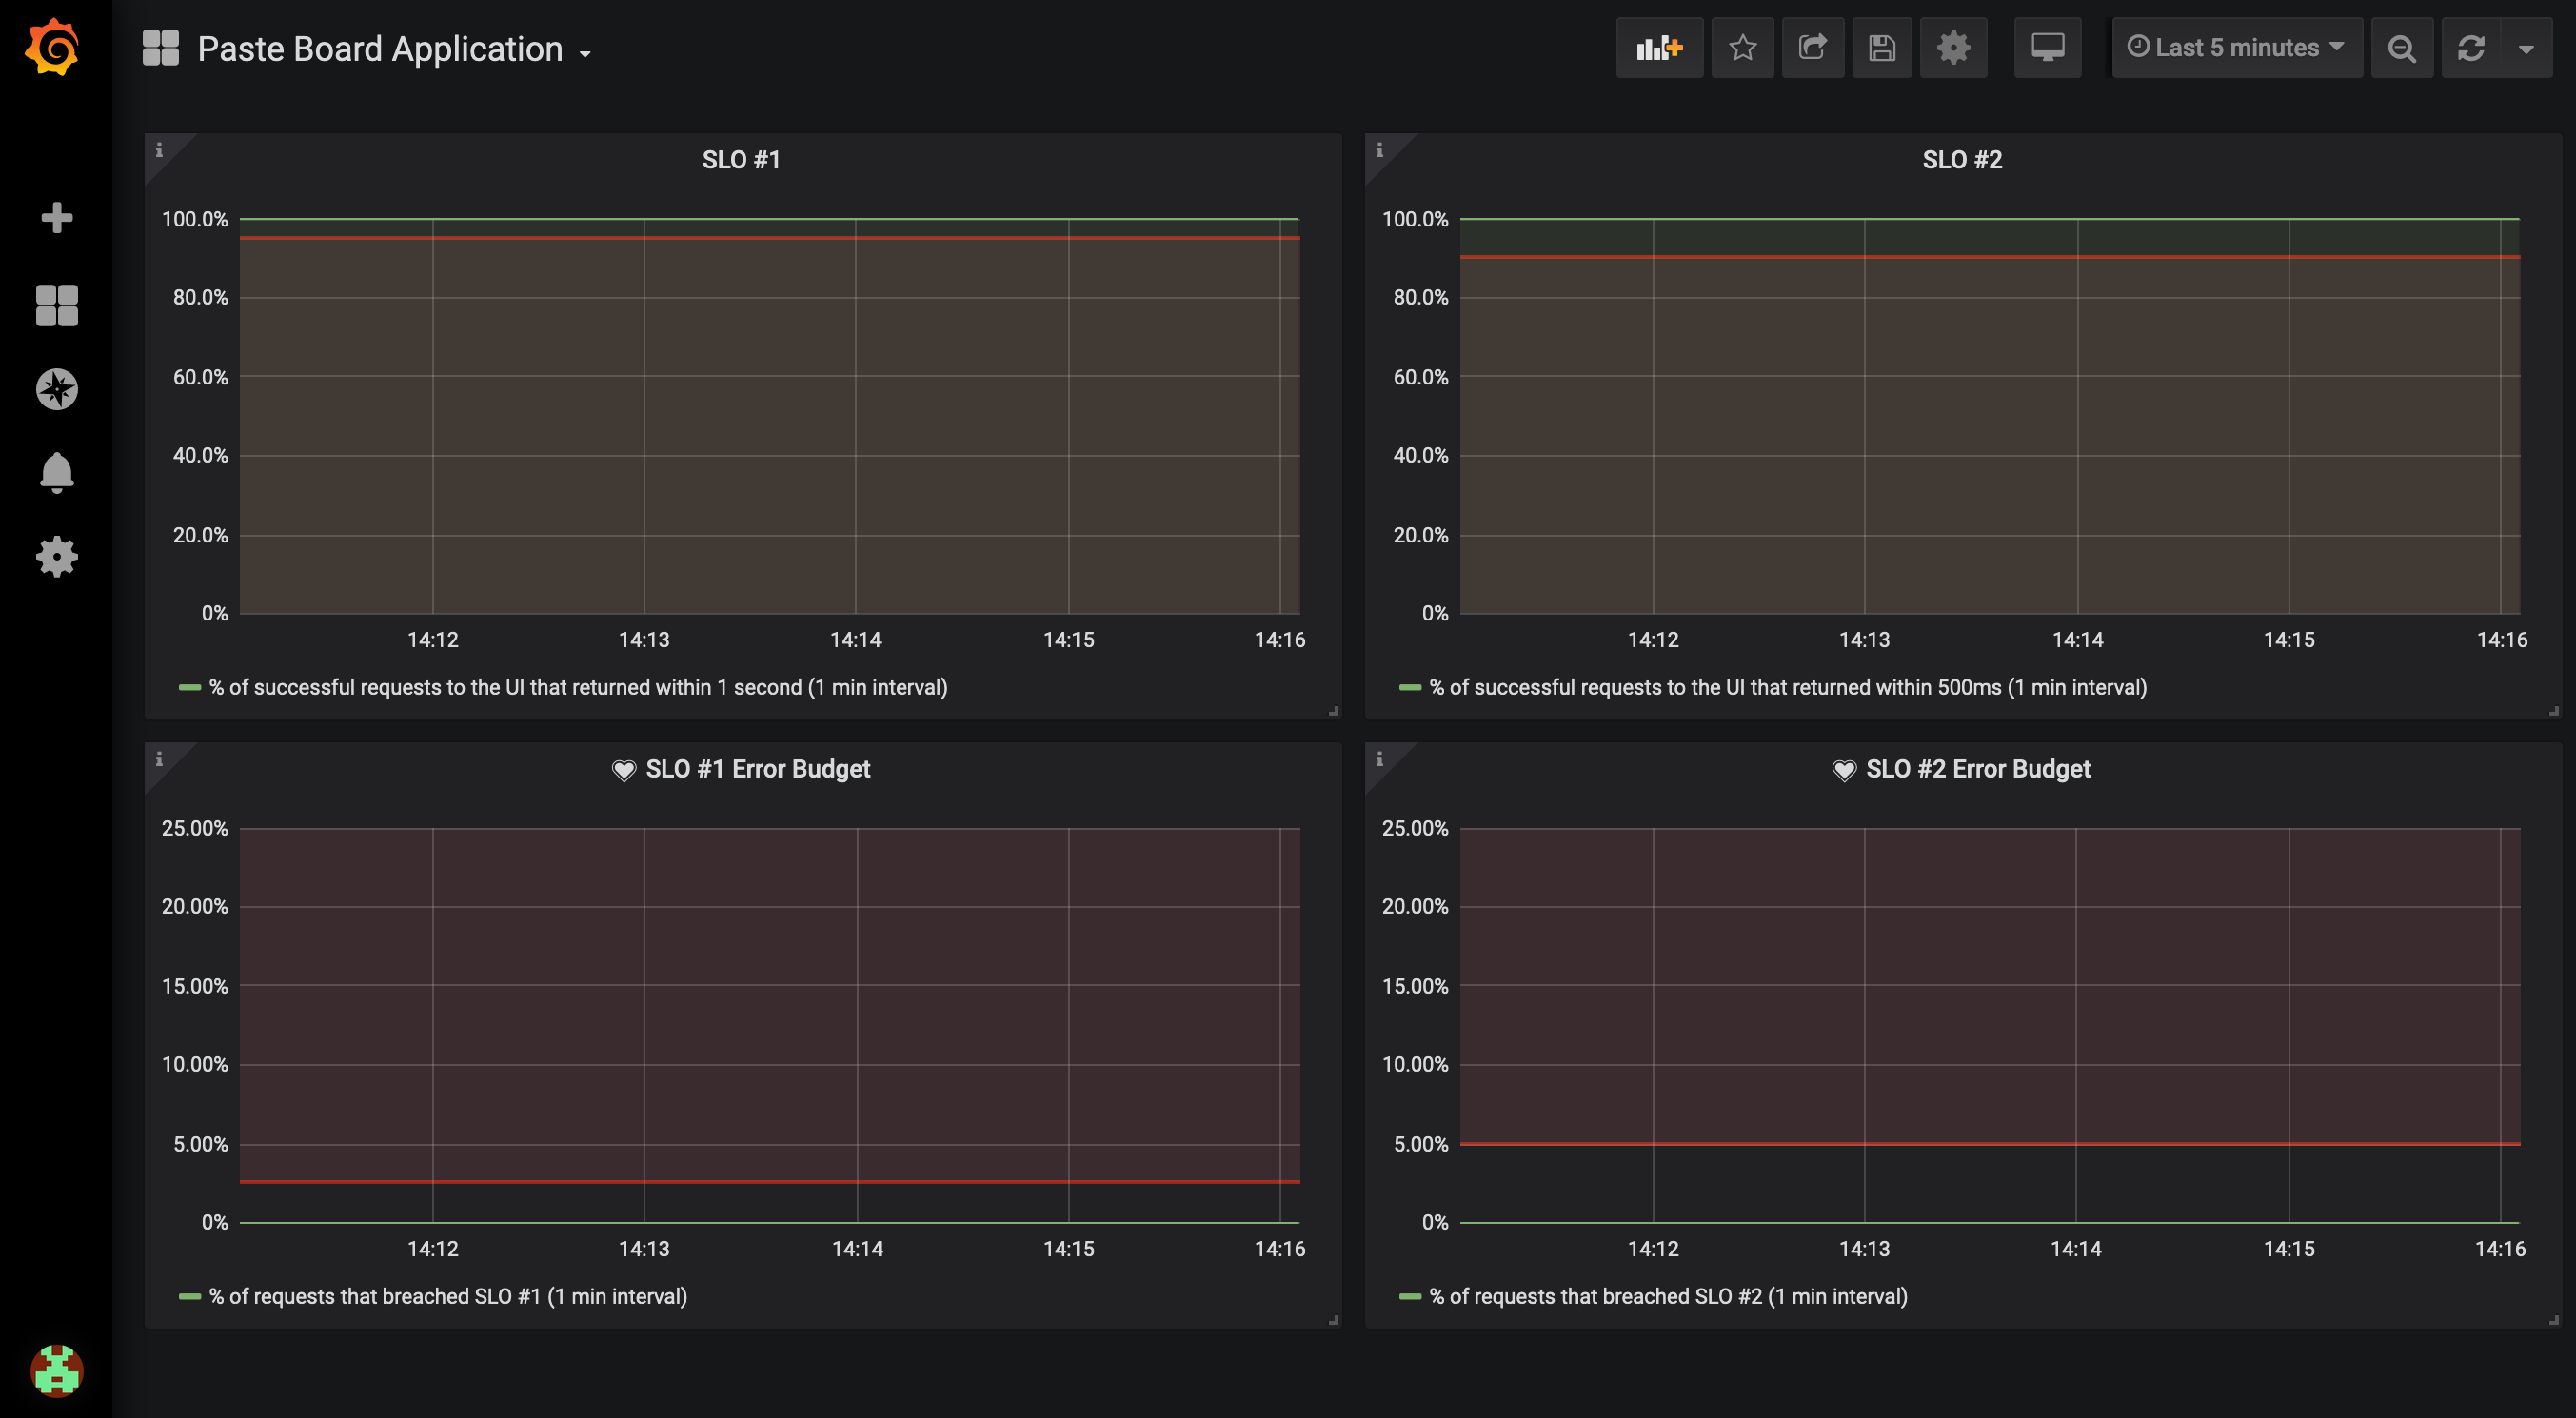 Paste Board Application
Last 5 minutes
SLO #1
100.0%
80.0%
60.0%
40.0%
20.0%
0%
14:12 14:13 14:14 14:15 14:16
% of successful requests to the UI that returned within 1 second (1 min interval)
SLO #2
100.0%
80.0%
60.0%
40.0%
20.0%
0%
14:12 14:13 14:14 14:15 14:16
% of successful requests to the UI that returned within 500ms (1 min interval)
SLO #1 Error Budget
25.00%
20.00%
15.00%
10.00%
5.00%
0%
14:12 14:13 14:14 14:15 14:16
% of requests that breached SLO #1 (1 min interval)
SLO #2 Error Budget
25.00%
20.00%
15.00%
10.00%
5.00%
0%
14:12 14:13 14:14 14:15 14:16
% of requests that breached SLO #2 (1 min interval)